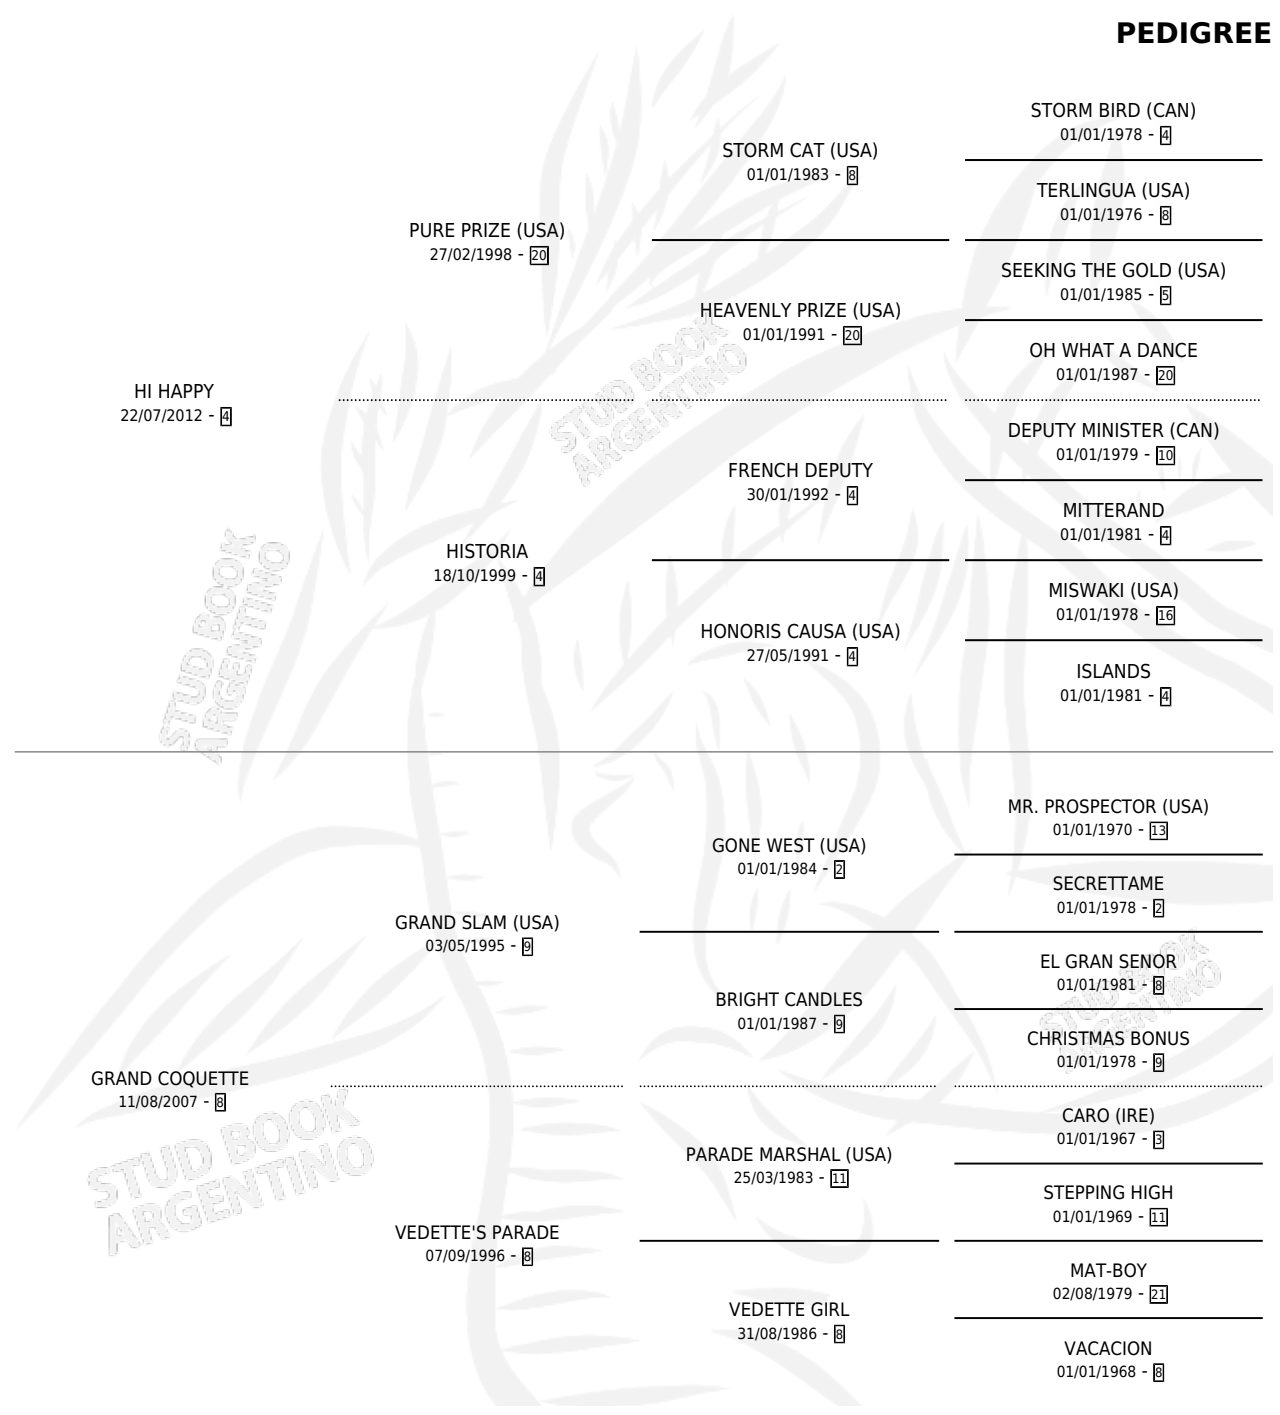 PEDIGREE
STORM BIRD (CAN)
01/01/1978 - 4
STORM CAT (USA)
01/01/1983 - 8
TERLINGUA (USA)
01/01/1976 - 8
PURE PRIZE (USA)
27/02/1998 - 20
SEEKING THE GOLD (USA)
01/01/1985 - 5
HEAVENLY PRIZE (USA)
01/01/1991 - 20
OH WHAT A DANCE
01/01/1987 - 20
HI HAPPY
22/07/2012 - 4
DEPUTY MINISTER (CAN)
01/01/1979 - 10
FRENCH DEPUTY
30/01/1992 - 4
MITTERAND
01/01/1981 - 4
HISTORIA
18/10/1999 - 4
MISWAKI (USA)
01/01/1978 - 16
HONORIS CAUSA (USA)
27/05/1991 - 4
ISLANDS
01/01/1981 - 4
MR. PROSPECTOR (USA)
01/01/1970 - 13
GONE WEST (USA)
01/01/1984 - 2
SECRETTAME
01/01/1978 - 2
GRAND SLAM (USA)
03/05/1995 - 9
EL GRAN SENOR
01/01/1981 - 8
BRIGHT CANDLES
01/01/1987 - 9
CHRISTMAS BONUS
01/01/1978 - 9
GRAND COQUETTE
11/08/2007 - 8
CARO (IRE)
01/01/1967 - 3
PARADE MARSHAL (USA)
25/03/1983 - 11
STEPPING HIGH
01/01/1969 - 11
VEDETTE'S PARADE
07/09/1996 - 8
MAT-BOY
02/08/1979 - 21
VEDETTE GIRL
31/08/1986 - 8
VACACION
01/01/1968 - 8
STUD BOOK
ARGENTINO
STUD BOOK
ARGENTINO
STUD BOOK
ARGENTINO
STUD BOOK
ARGENTINO